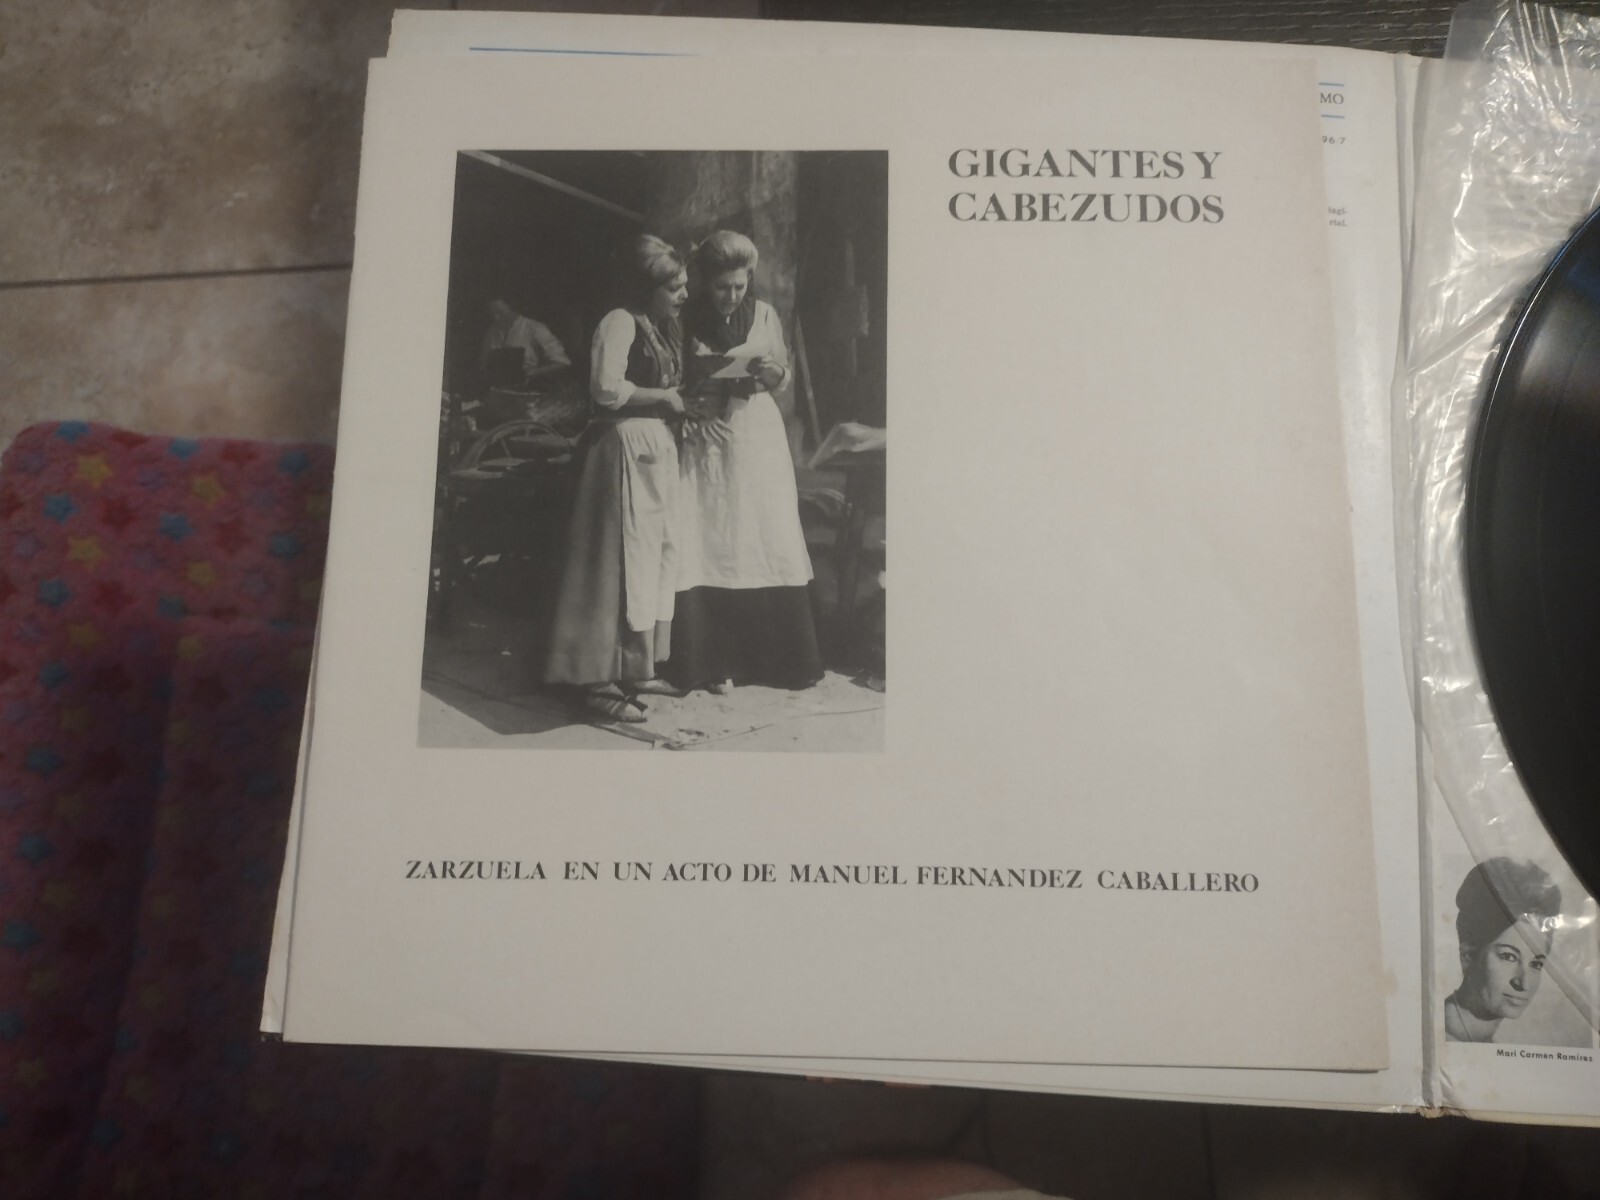 GIGANTES Y
CABEZUDOS
ZARZUELA EN UN ACTO DE MANUEL FERNANDEZ CABALLERO
MO
Mari Carmen Ramírez